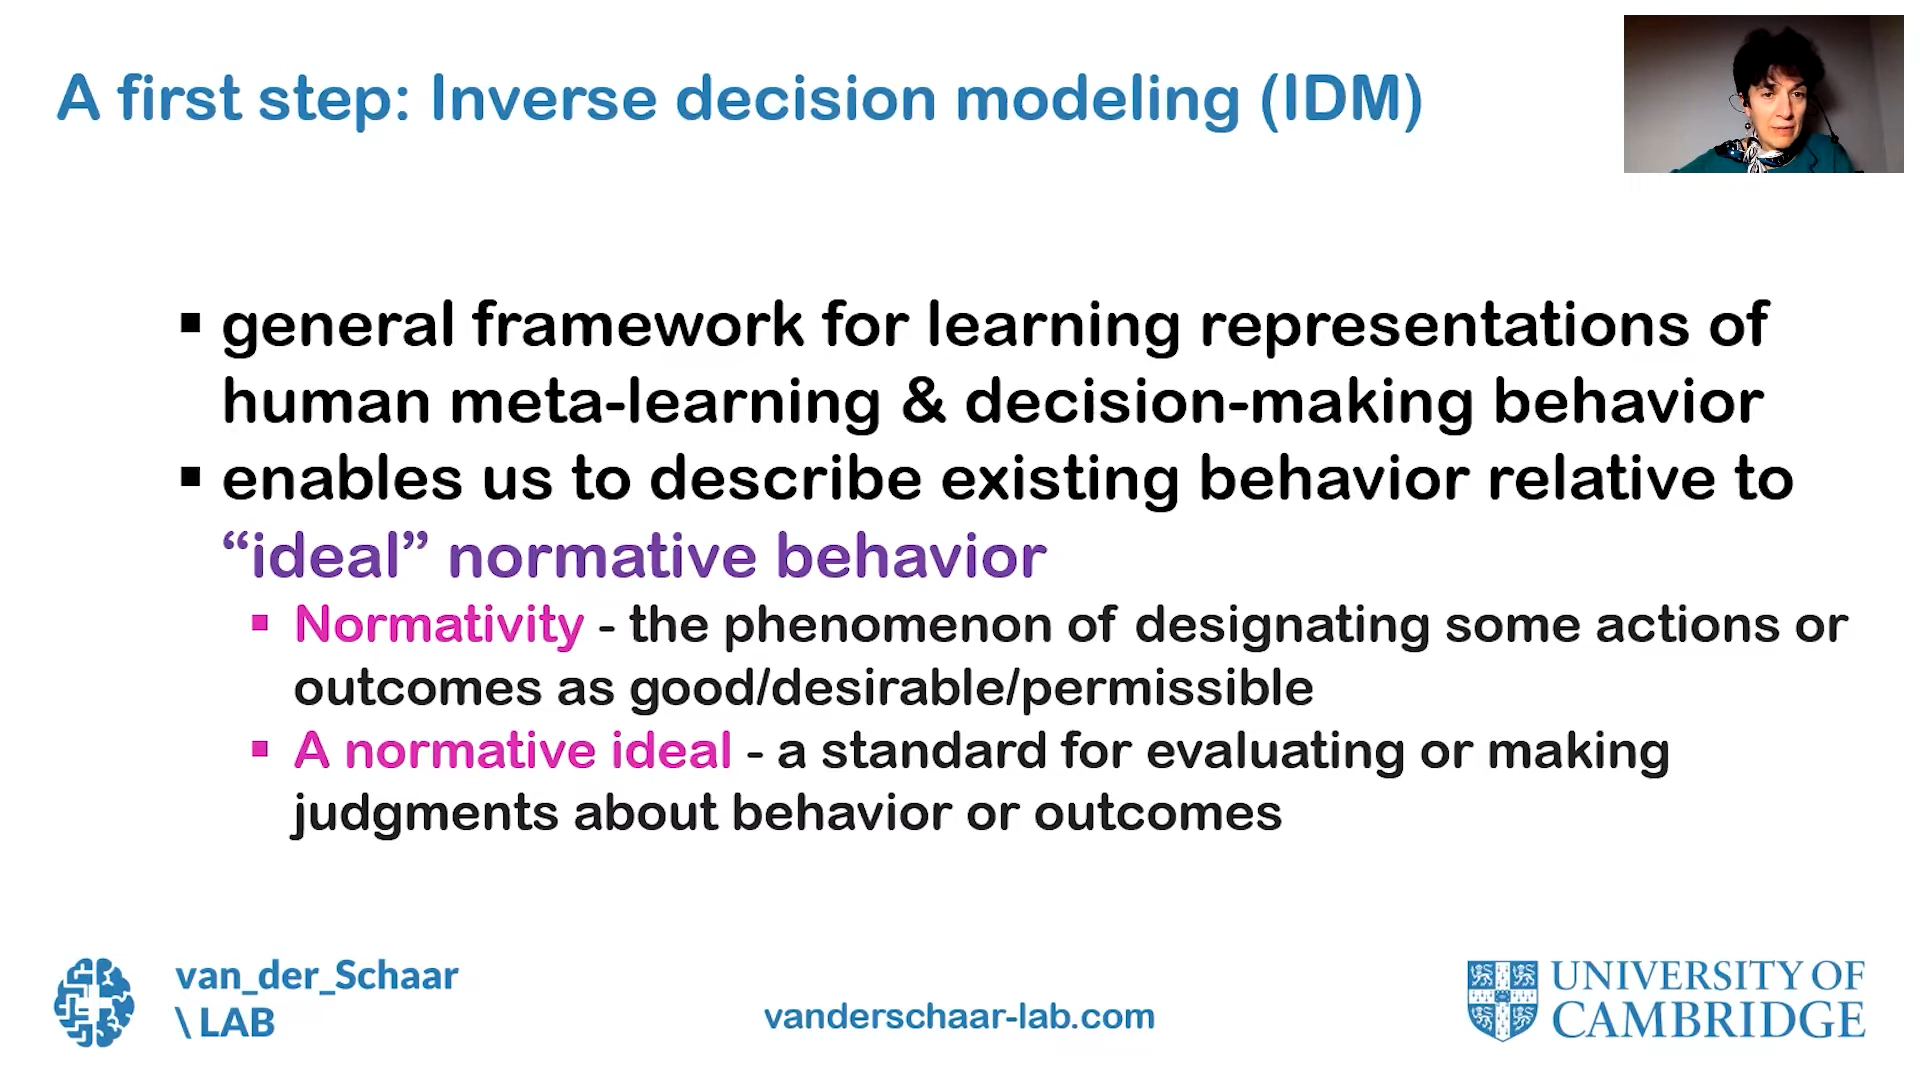 A first step: Inverse decision modeling (IDM)
▪ general framework for learning representations of
human meta-learning & decision-making behavior
▪ enables us to describe existing behavior relative to
“ideal” normative behavior
▪ Normativity - the phenomenon of designating some actions or
outcomes as good/desirable/permissible
▪ A normative ideal - a standard for evaluating or making
judgments about behavior or outcomes
van_der_Schaar
\ LAB
vanderschaar-lab.com
UNIVERSITY OF
CAMBRIDGE